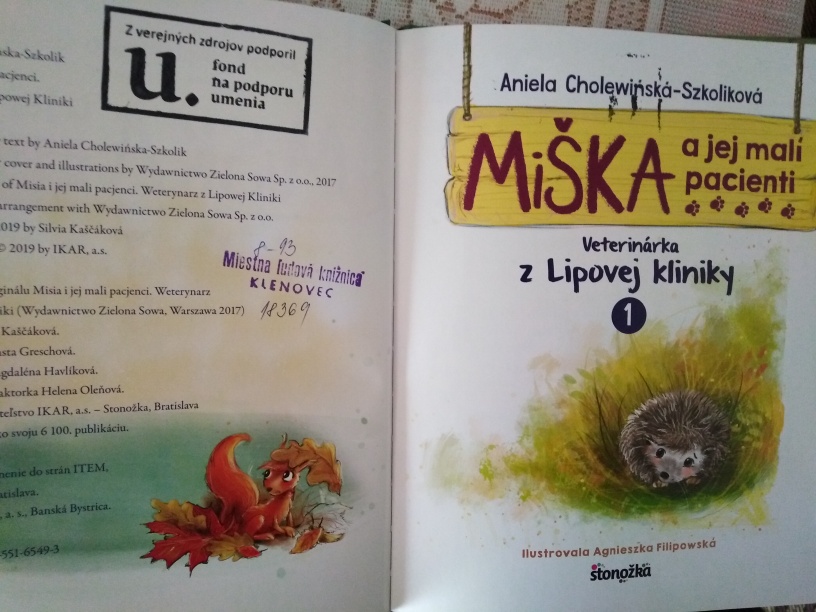 Z verejných zdrojov podporil
u. fond
na podporu
umenia
ska-Szkolik
pacjenci.
powej Kliniki
text by Aniela Cholewińska-Szkolik
cover and illustrations by Wydawnictwo Zielona Sowa Sp. z o.o., 2017
of Misia i jej mali pacjenci. Weterynarz z Lipowej Kliniki
arrangement with Wydawnictwo Zielona Sowa Sp. z o.o.
2019 by Silvia Kaščáková
© 2019 by IKAR, a.s.
8-93
Miestna ľudová knižnica
KLENOVEC
18369
ginálu Misia i jej mali pacjenci. Weterynarz
iki (Wydawnictwo Zielona Sowa, Warszawa 2017)
Kaščáková.
sta Greschová.
gdaléna Havlíková.
aktorka Helena Oleňová.
teľstvo IKAR, a.s. – Stonožka, Bratislava
ko svoju 6 100. publikáciu.
nenie do strán ITEM,
atislava.
, a. s., Banská Bystrica.
-551-6549-3
Aniela Cholewińská-Szkoliková
MiŠKA a jej malí
pacienti
Veterinárka
z Lipovej kliniky
1
Ilustrovala Agnieszka Filipowská
stonožka